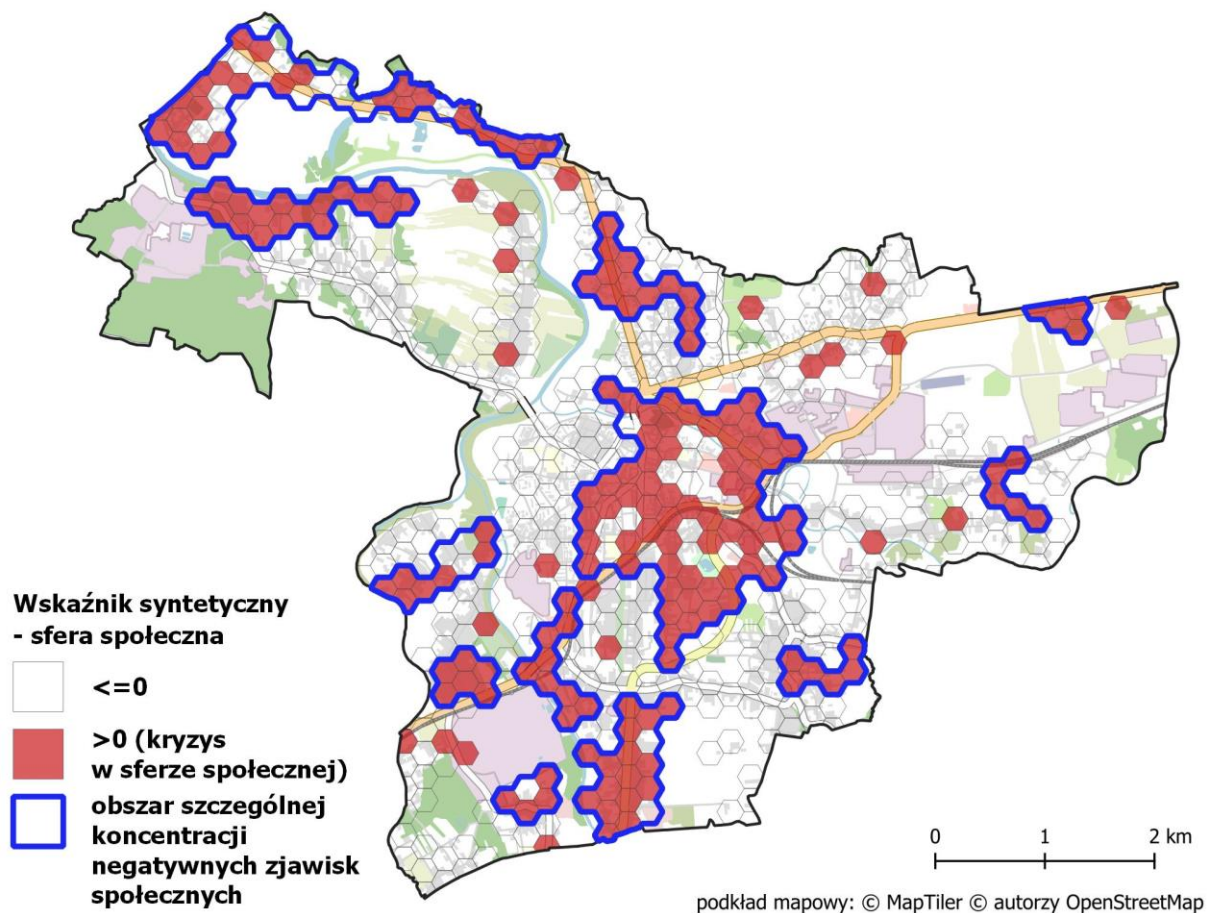 Wskaźnik syntetyczny
- sfera społeczna
<=0
>0 (kryzys
w sferze społecznej)
obszar szczególnej
koncentracji
negatywnych zjawisk
społecznych
0 1 2 km
podkład mapowy: © MapTiler © autorzy OpenStreetMap